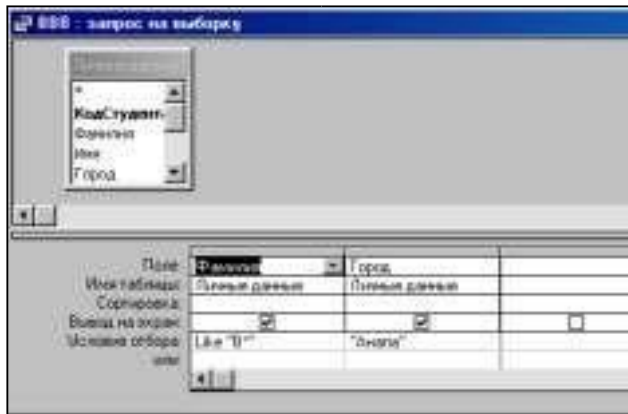 ВВВ : запрос на выборку
*
КодСтудент
Фамилия
Имя
Город
Поле: Фамилия Город
Имя таблицы: Личные данные Личные данные
Сортировка:
Вывод на экран:
Условие отбора: Like "В*" "Анапа"
или: